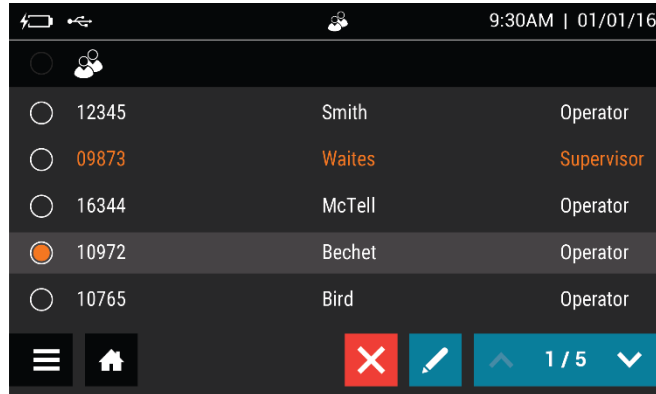 9:30AM | 01/01/16
12345 Smith Operator
09873 Waites Supervisor
16344 McTell Operator
10972 Bechet Operator
10765 Bird Operator
1 / 5